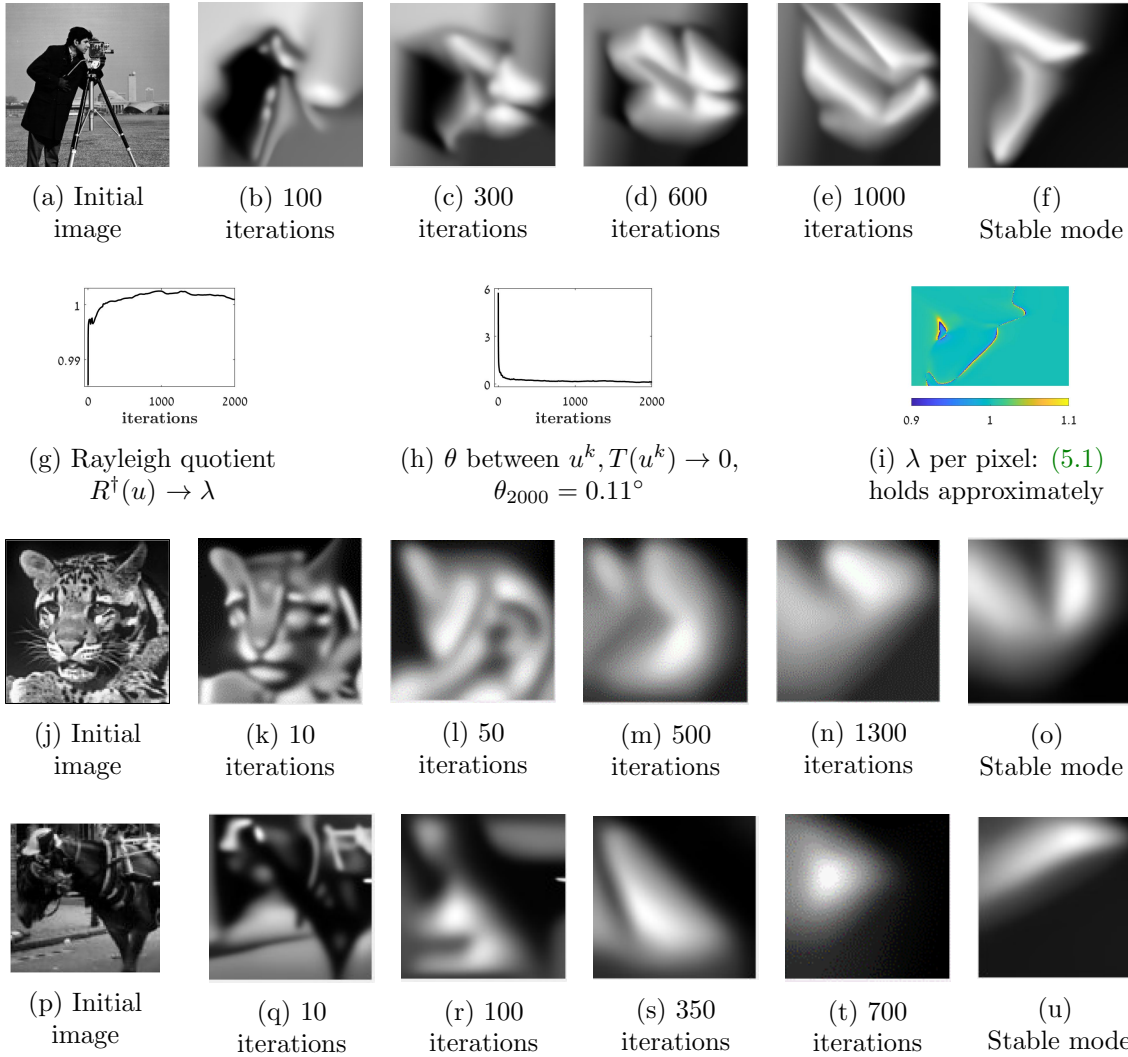 (a) Initial image
(b) 100 iterations
(c) 300 iterations
(d) 600 iterations
(e) 1000 iterations
(f) Stable mode
1
0.99
0
2000
iterations
6
3
0
0
2000
iterations
0.9
1
1.1
(g) Rayleigh quotient
R†(u) → λ
(h) θ between uᵏ, T(uᵏ) → 0,
θ₂₀₀₀ = 0.11°
(i) λ per pixel: (5.1)
holds approximately
(j) Initial image
(k) 10 iterations
(l) 50 iterations
(m) 500 iterations
(n) 1300 iterations
(o) Stable mode
(p) Initial image
(q) 10 iterations
(r) 100 iterations
(s) 350 iterations
(t) 700 iterations
(u) Stable mode